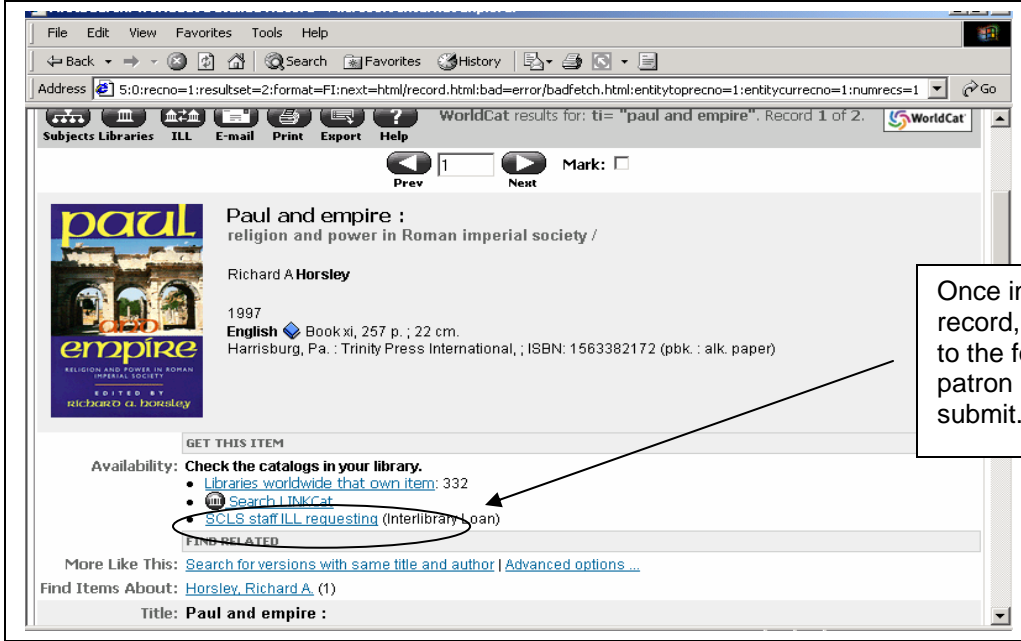 File Edit View Favorites Tools Help
Back Search Favorites History
Address 5:0:recno=1:resultset=2:format=FI:next=html/record.html:bad=error/badfetch.html:entitytoprecno=1:entitycurrecno=1:numrecs=1 Go
WorldCat results for: ti= "paul and empire". Record 1 of 2. WorldCat
Subjects Libraries ILL E-mail Print Export Help
1 Mark:
Prev Next
paul
and
empire
RELIGION AND POWER IN ROMAN
IMPERIAL SOCIETY
EDITED BY
Richard a. horsley
Paul and empire :
religion and power in Roman imperial society /
Richard A Horsley
1997
English Book xi, 257 p. ; 22 cm.
Harrisburg, Pa. : Trinity Press International, ; ISBN: 1563382172 (pbk. : alk. paper)
Once in
record,
to the
patron
submit.
GET THIS ITEM
Availability: Check the catalogs in your library.
• Libraries worldwide that own item: 332
• Search LINKCat
• SCLS staff ILL requesting (Interlibrary Loan)
FIND RELATED
More Like This: Search for versions with same title and author | Advanced options ...
Find Items About: Horsley, Richard A. (1)
Title: Paul and empire :